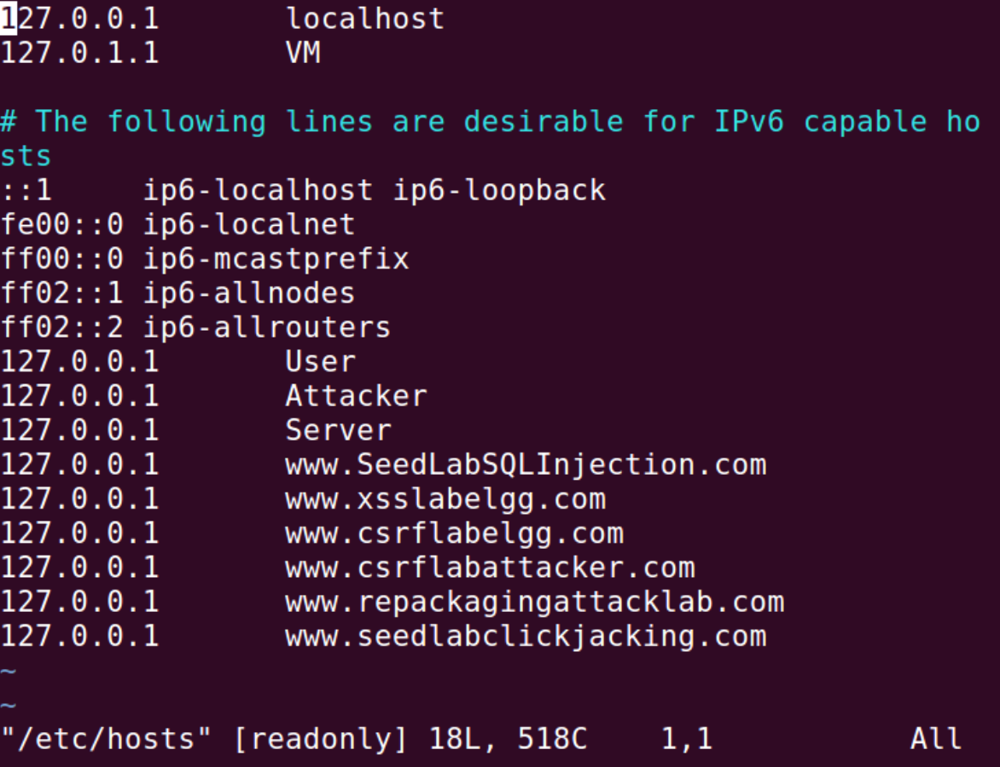 127.0.0.1       localhost
127.0.1.1       VM
# The following lines are desirable for IPv6 capable ho
sts
::1     ip6-localhost ip6-loopback
fe00::0 ip6-localnet
ff00::0 ip6-mcastprefix
ff02::1 ip6-allnodes
ff02::2 ip6-allrouters
127.0.0.1       User
127.0.0.1       Attacker
127.0.0.1       Server
127.0.0.1       www.SeedLabSQLInjection.com
127.0.0.1       www.xsslabelgg.com
127.0.0.1       www.csrflabelgg.com
127.0.0.1       www.csrflabattacker.com
127.0.0.1       www.repackagingattacklab.com
127.0.0.1       www.seedlabclickjacking.com
~
~
"/etc/hosts" [readonly] 18L, 518C    1,1           All